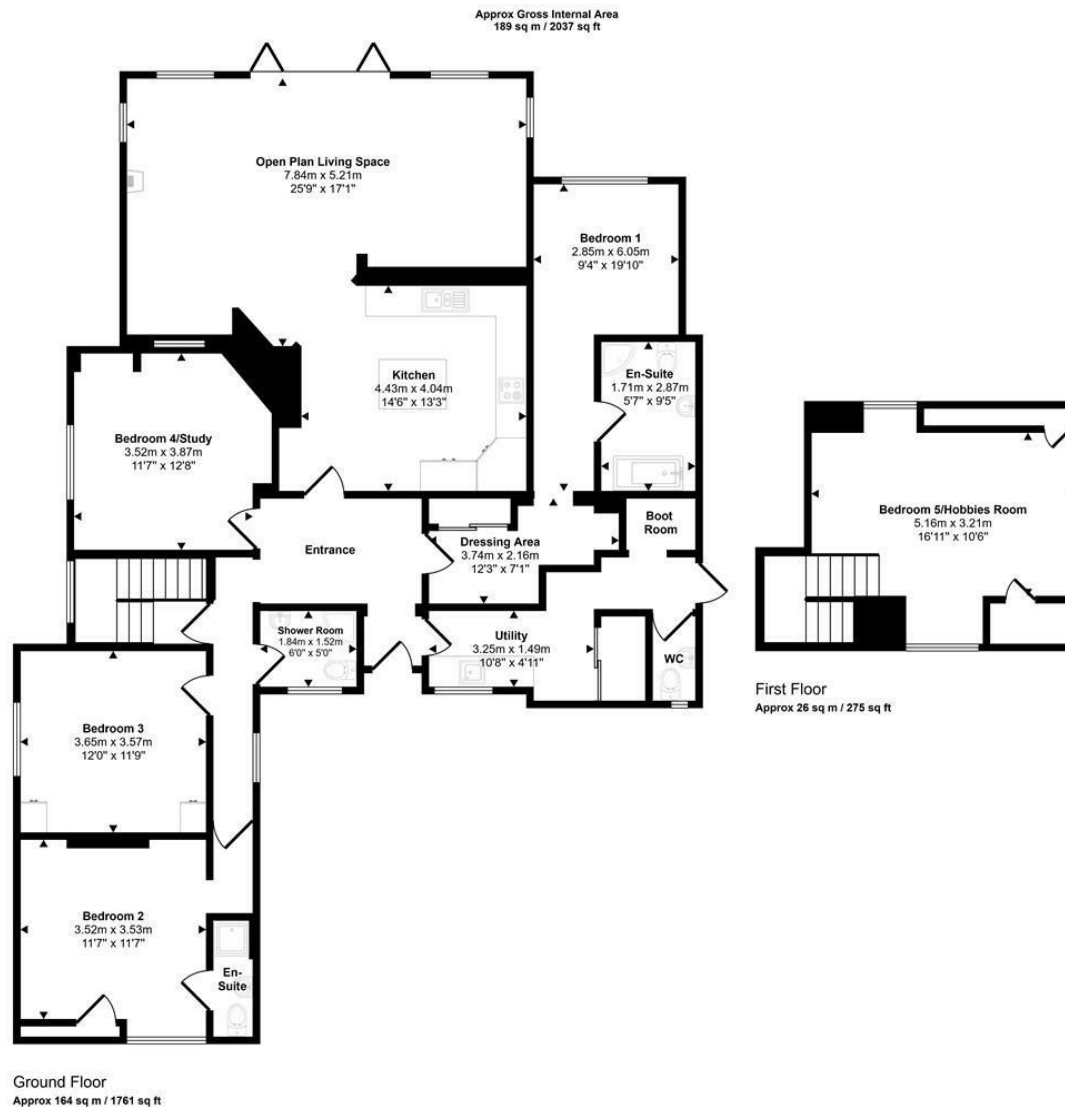 Approx Gross Internal Area
189 sq m / 2037 sq ft
Open Plan Living Space
7.84m x 5.21m
25'9" x 17'1"
Bedroom 1
2.85m x 6.05m
9'4" x 19'10"
Kitchen
4.43m x 4.04m
14'6" x 13'3"
En-Suite
1.71m x 2.87m
5'7" x 9'5"
Bedroom 4/Study
3.52m x 3.87m
11'7" x 12'8"
Boot
Room
Dressing Area
3.74m x 2.16m
12'3" x 7'1"
Entrance
Shower Room
1.84m x 1.52m
6'0" x 5'0"
Utility
3.25m x 1.49m
10'8" x 4'11"
WC
Bedroom 3
3.65m x 3.57m
12'0" x 11'9"
Bedroom 2
3.52m x 3.53m
11'7" x 11'7"
En-
Suite
Ground Floor
Approx 164 sq m / 1761 sq ft
Bedroom 5/Hobbies Room
5.16m x 3.21m
16'11" x 10'6"
First Floor
Approx 26 sq m / 275 sq ft